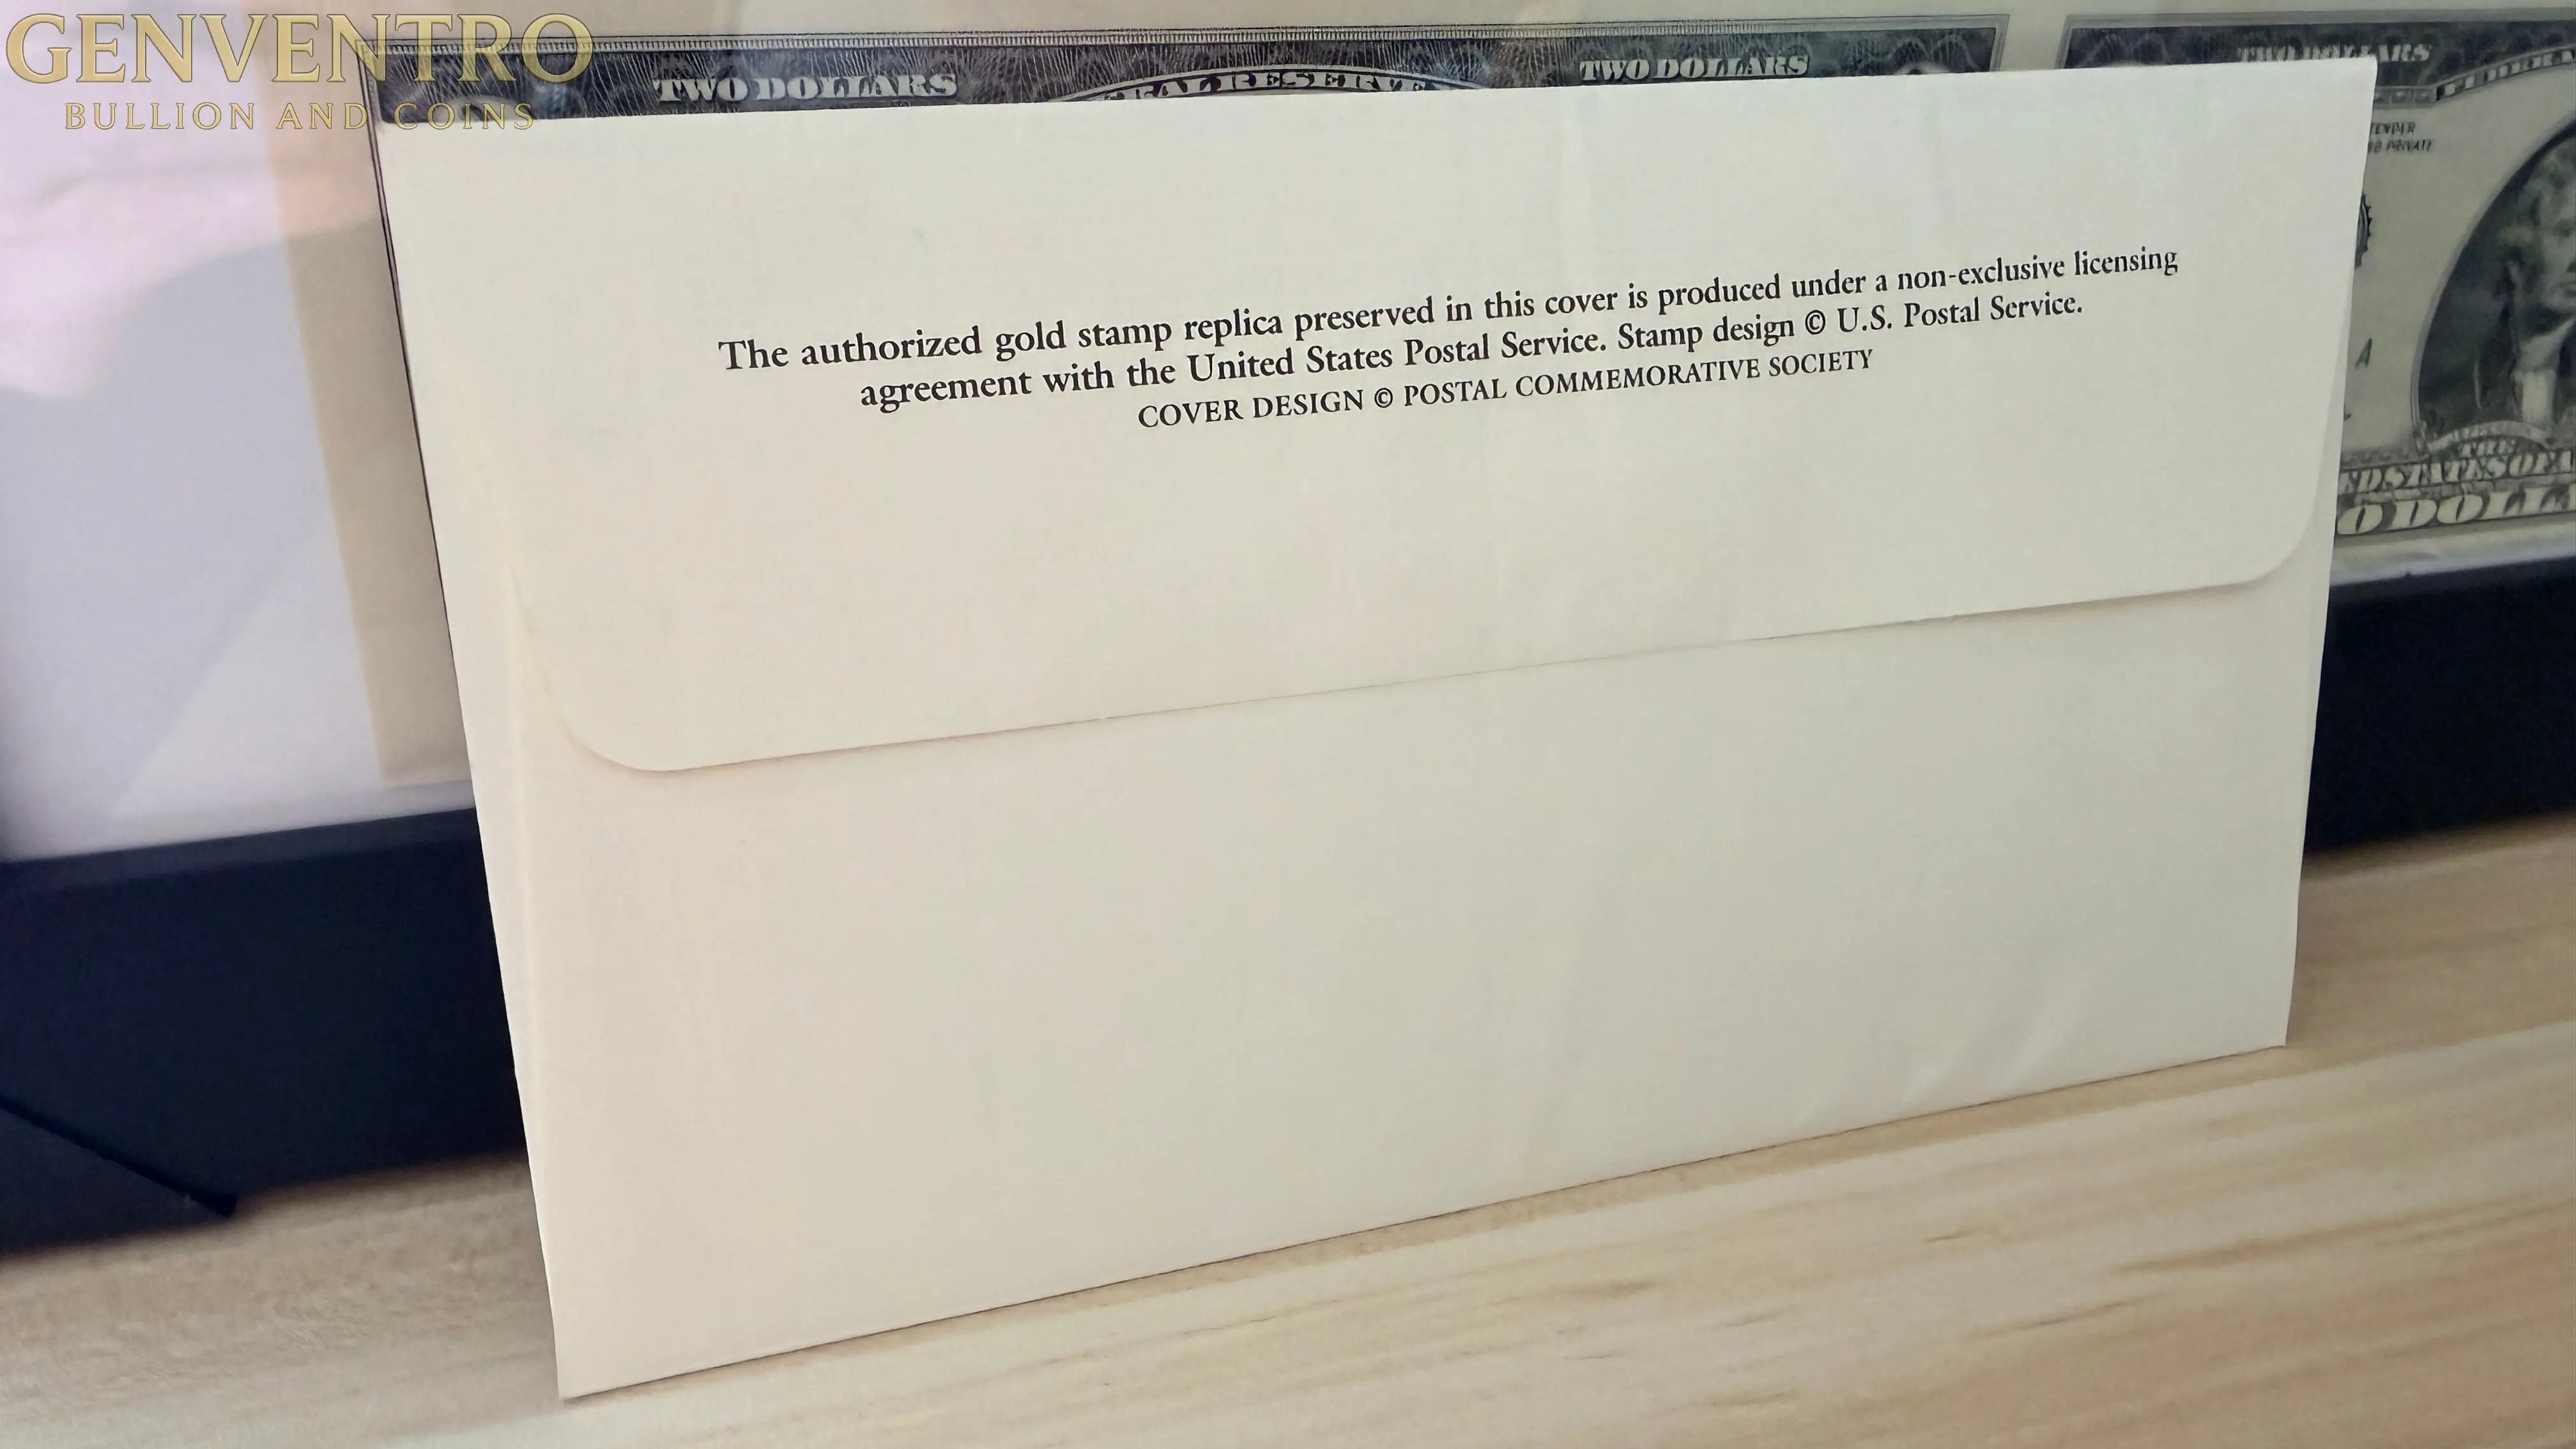 GENVENTRO
BULLION AND COINS
TWO DOLLARS
TWO DOLLARS
TWO DOLLARS
The authorized gold stamp replica preserved in this cover is produced under a non-exclusive licensing
agreement with the United States Postal Service. Stamp design © U.S. Postal Service.
COVER DESIGN © POSTAL COMMEMORATIVE SOCIETY
A
THE